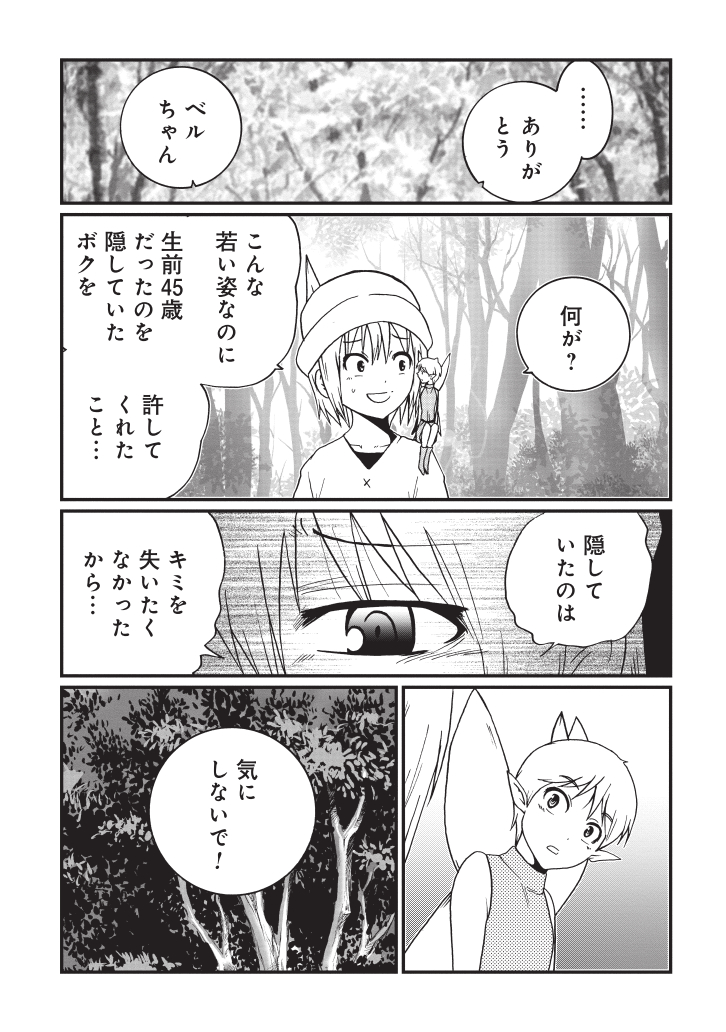 ……
ありが
とう
ベル
ちゃん
何が？
こんな
若い姿なのに
生前45歳
だったのを
隠していた
ボクを
許して
くれた
こと…
隠して
いたのは
キミを
失いたく
なかった
から…
気に
しないで！